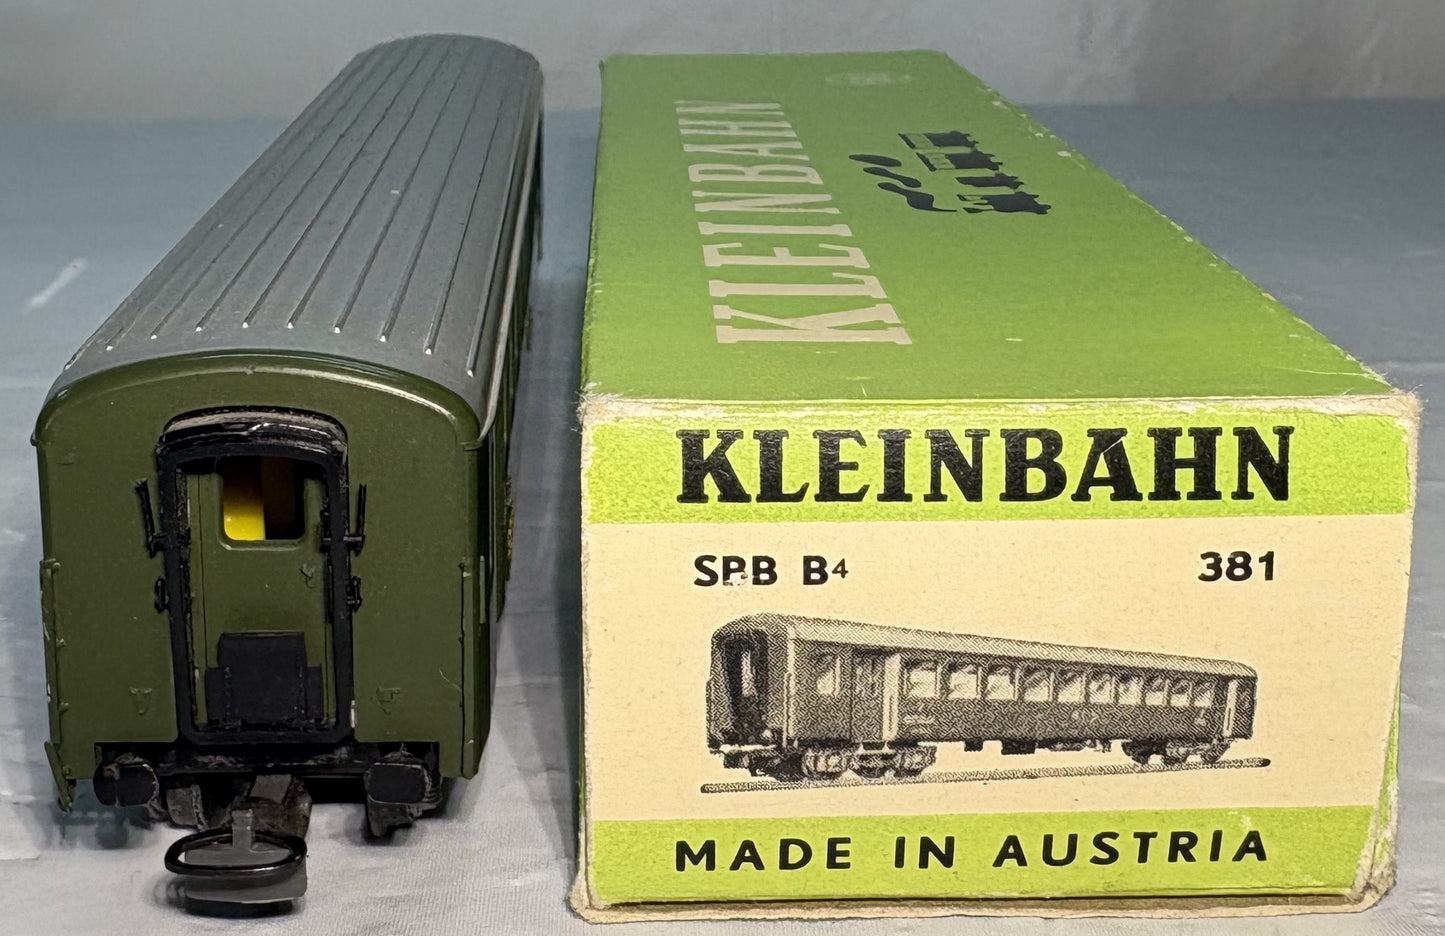 KLEINBAHN
KLEINBAHN
SBB B4
381
MADE IN AUSTRIA